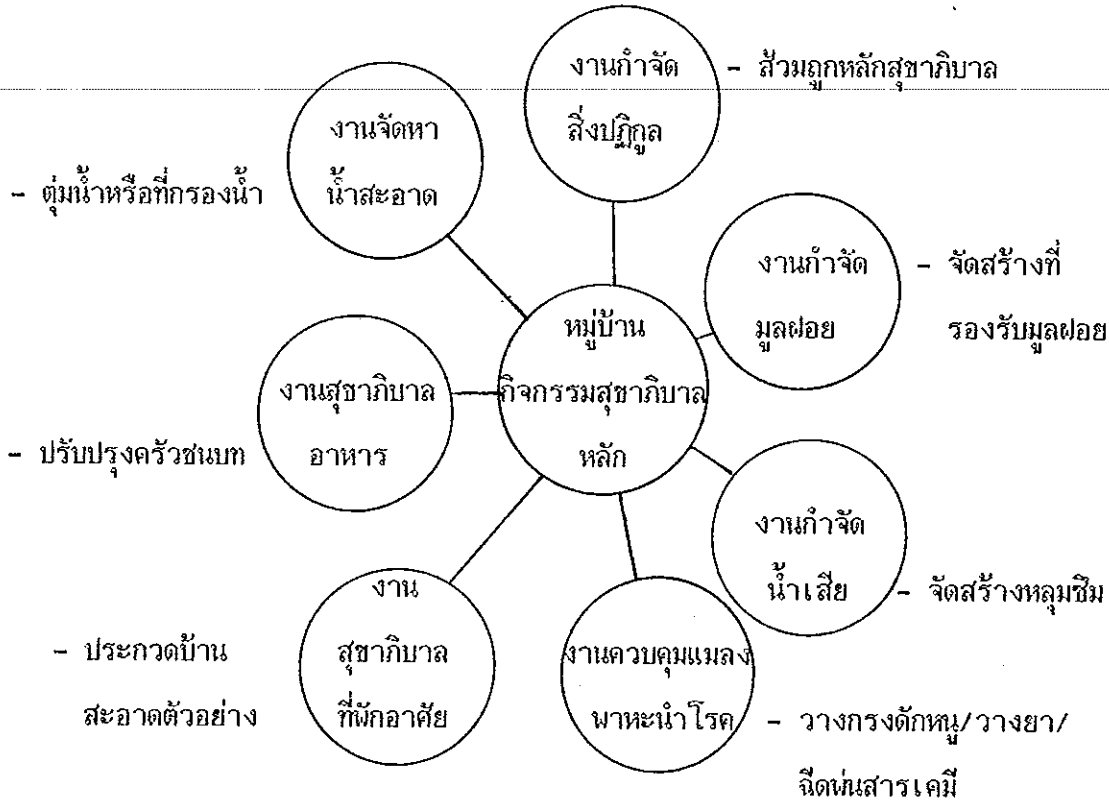 งานกำจัด
สิ่งปฏิกูล
- ส้วมถูกหลักสุขาภิบาล
งานจัดหา
น้ำสะอาด
- ตุ่มน้ำหรือที่กรองน้ำ
งานกำจัด
มูลฝอย
- จัดสร้างที่
รองรับมูลฝอย
หมู่บ้าน
กิจกรรมสุขาภิบาล
หลัก
งานสุขาภิบาล
อาหาร
- ปรับปรุงครัวชนบท
งานกำจัด
น้ำเสีย
- จัดสร้างหลุมซึม
งาน
สุขาภิบาล
ที่พักอาศัย
- ประกวดบ้าน
สะอาดตัวอย่าง
งานควบคุมแมลง
พาหะนำโรค
- วางกรงดักหนู/วางยา/
ฉีดพ่นสารเคมี